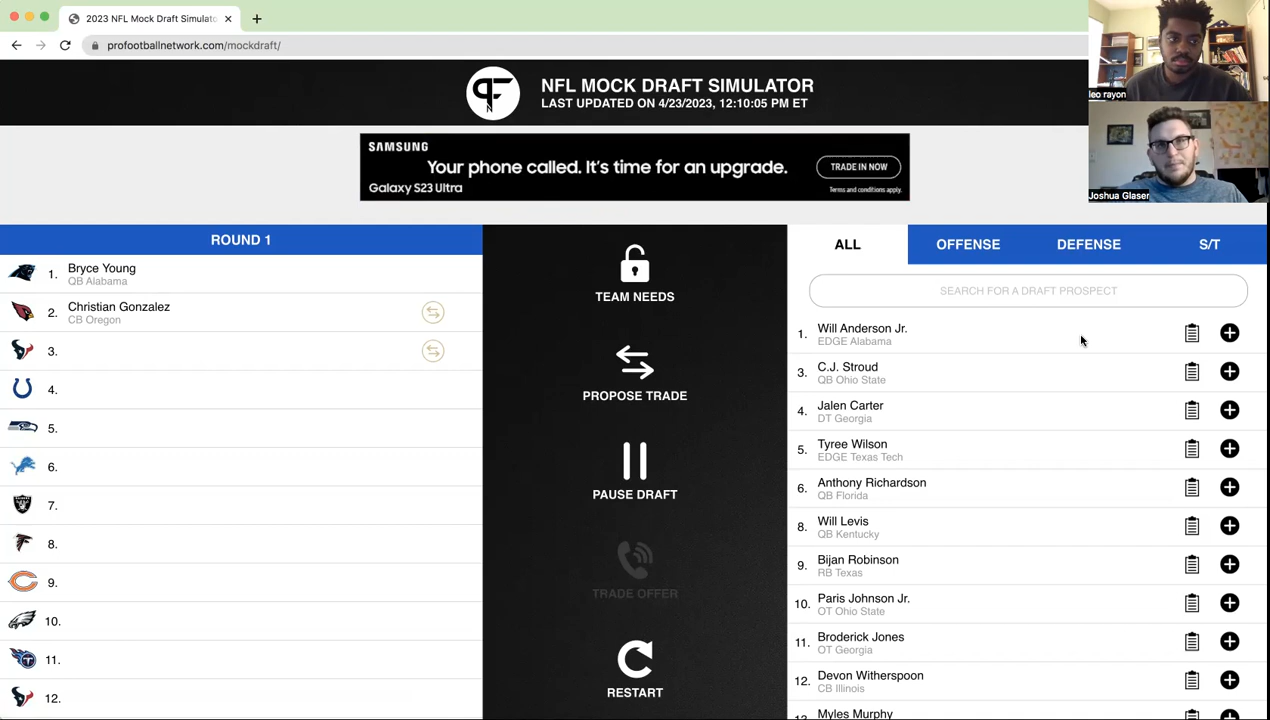 2023 NFL Mock Draft Simulato
profootballnetwork.com/mockdraft/
PF
N
NFL MOCK DRAFT SIMULATOR
LAST UPDATED ON 4/23/2023, 12:10:05 PM ET
SAMSUNG
Your phone called. It's time for an upgrade.
Galaxy S23 Ultra
TRADE IN NOW
Terms and conditions apply.
leo rayon
Joshua Glaser
ROUND 1
1. Bryce Young
QB Alabama
2. Christian Gonzalez
CB Oregon
3.
4.
5.
6.
7.
8.
9.
10.
11.
12.
TEAM NEEDS
PROPOSE TRADE
PAUSE DRAFT
TRADE OFFER
RESTART
ALL OFFENSE DEFENSE S/T
SEARCH FOR A DRAFT PROSPECT
1. Will Anderson Jr.
EDGE Alabama
3. C.J. Stroud
QB Ohio State
4. Jalen Carter
DT Georgia
5. Tyree Wilson
EDGE Texas Tech
6. Anthony Richardson
QB Florida
8. Will Levis
QB Kentucky
9. Bijan Robinson
RB Texas
10. Paris Johnson Jr.
OT Ohio State
11. Broderick Jones
OT Georgia
12. Devon Witherspoon
CB Illinois
13. Myles Murphy